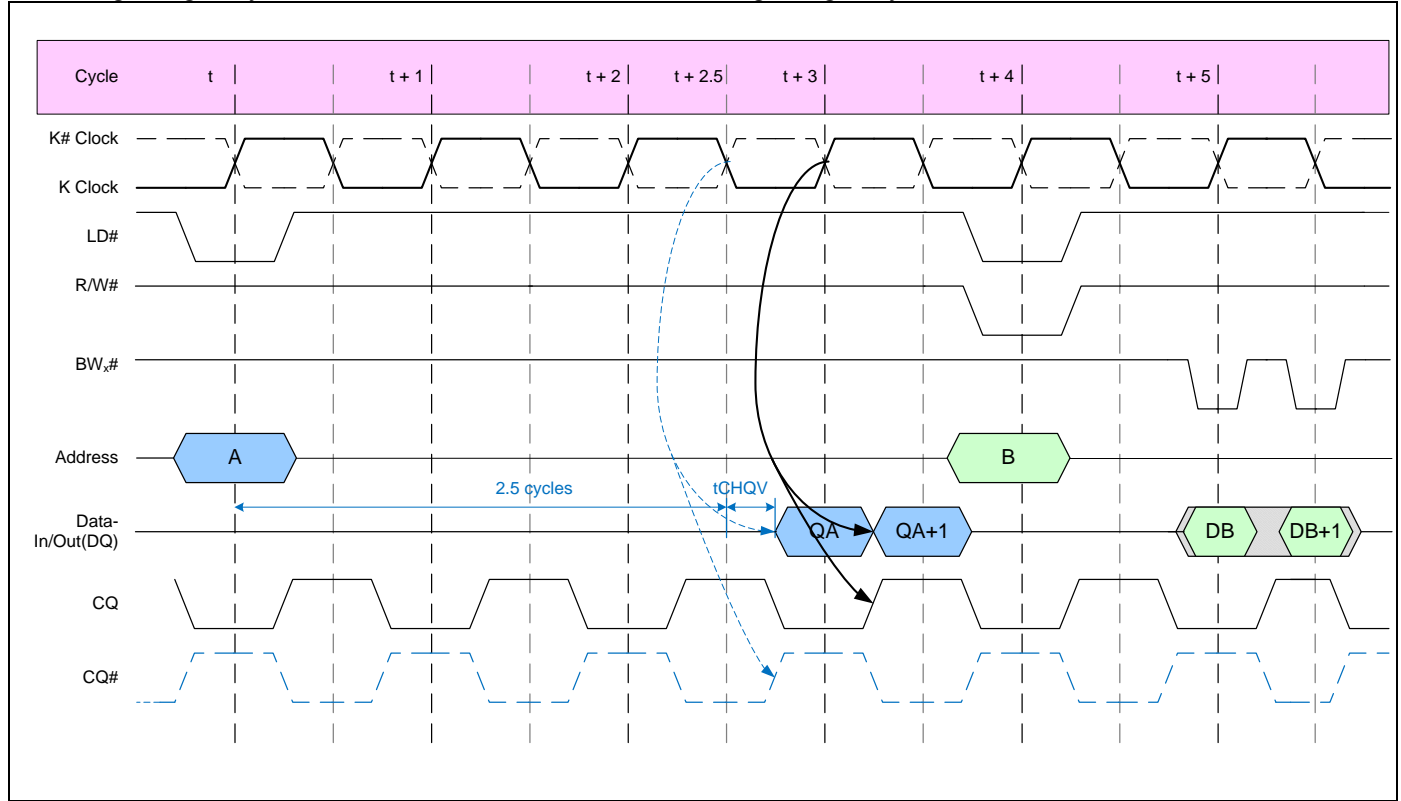 Cycle t t + 1 t + 2 t + 2.5 t + 3 t + 4 t + 5
K# Clock
K Clock
LD#
R/W#
BWx#
Address A B
2.5 cycles tCHQV
Data-
In/Out(DQ) QA QA+1 DB DB+1
CQ
CQ#